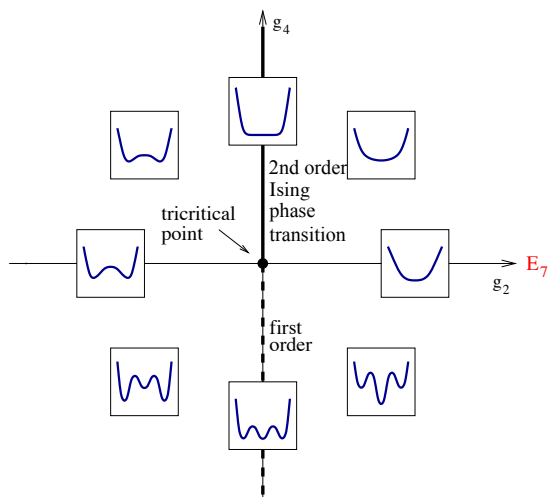 g4
2nd order
Ising
phase
transition
tricritical
point
E7
g2
first
order